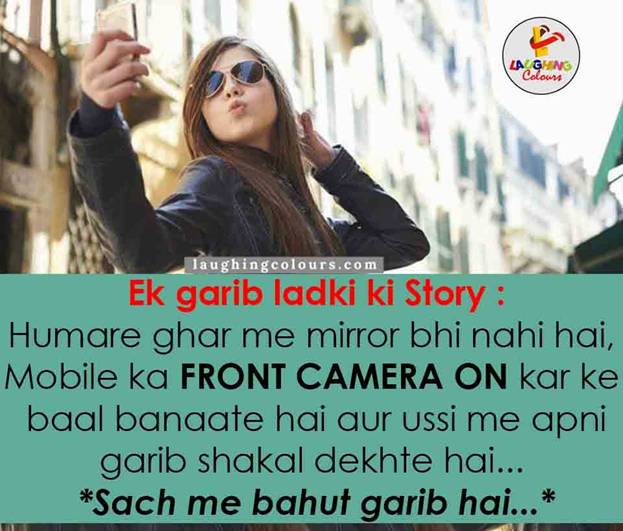 LAUGHING
Colours
laughingcolours.com
Ek garib ladki ki Story :
Humare ghar me mirror bhi nahi hai,
Mobile ka FRONT CAMERA ON kar ke
baal banaate hai aur ussi me apni
garib shakal dekhte hai...
*Sach me bahut garib hai...*